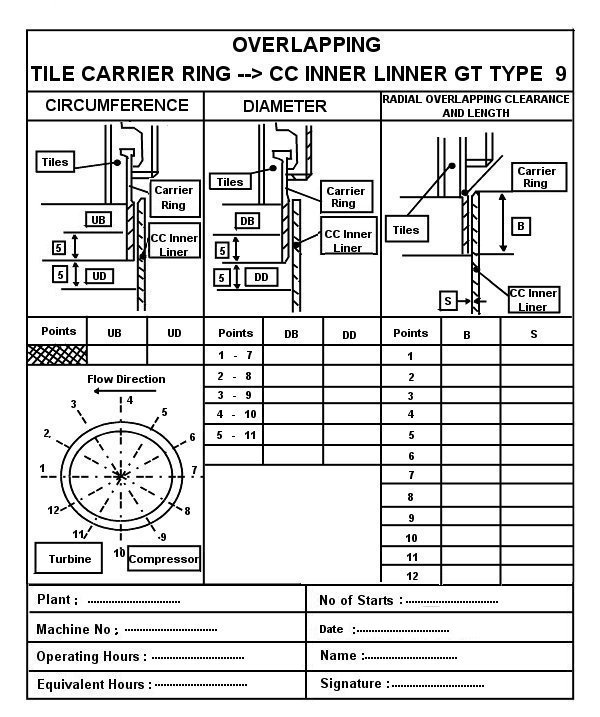 OVERLAPPING
TILE CARRIER RING --> CC INNER LINNER GT TYPE 9
CIRCUMFERENCE
DIAMETER
RADIAL OVERLAPPING CLEARANCE
AND LENGTH
Tiles
Carrier
Ring
UB
CC Inner
Liner
5
5
UD
Tiles
Carrier
Ring
DB
CC Inner
Liner
5
5
DD
Carrier
Ring
Tiles
B
S
CC Inner
Liner
Points UB UD
Points DB DD
Points B S
1 - 7
2 - 8
3 - 9
4 - 10
5 - 11
1
2
3
4
5
6
7
8
9
10
11
12
Flow Direction
4
3
5
2
6
1
7
12
8
11
9
10
Turbine
Compressor
Plant :
No of Starts :
Machine No :
Date :
Operating Hours :
Name :
Equivalent Hours :
Signature :